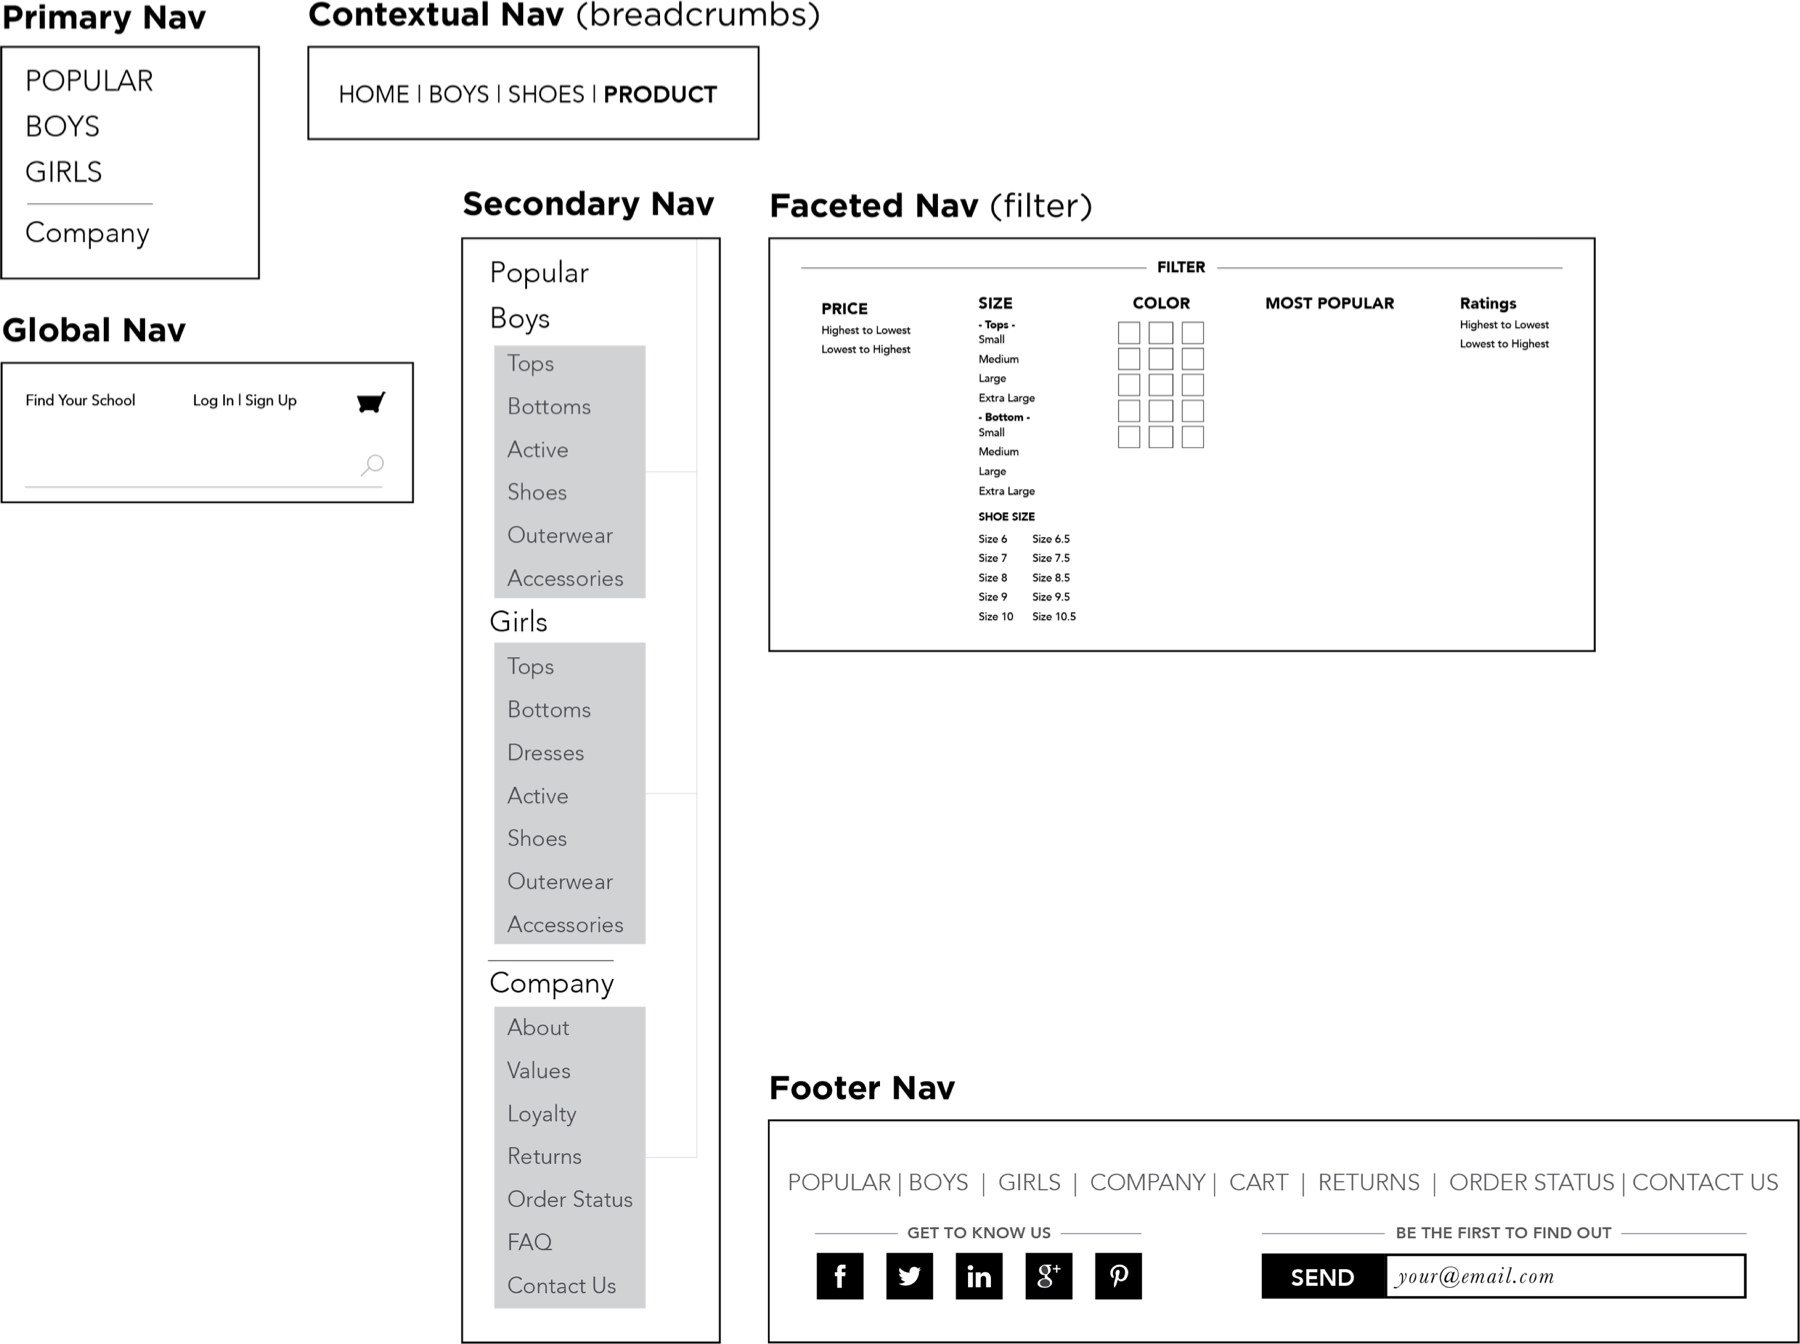 Primary Nav
POPULAR
BOYS
GIRLS
Company
Contextual Nav (breadcrumbs)
HOME | BOYS | SHOES | PRODUCT
Global Nav
Find Your School
Log In | Sign Up
Secondary Nav
Popular
Boys
Tops
Bottoms
Active
Shoes
Outerwear
Accessories
Girls
Tops
Bottoms
Dresses
Active
Shoes
Outerwear
Accessories
Company
About
Values
Loyalty
Returns
Order Status
FAQ
Contact Us
Faceted Nav (filter)
FILTER
PRICE
Highest to Lowest
Lowest to Highest
SIZE
- Tops -
Small
Medium
Large
Extra Large
- Bottom -
Small
Medium
Large
Extra Large
SHOE SIZE
Size 6 Size 6.5
Size 7 Size 7.5
Size 8 Size 8.5
Size 9 Size 9.5
Size 10 Size 10.5
COLOR
MOST POPULAR
Ratings
Highest to Lowest
Lowest to Highest
Footer Nav
POPULAR | BOYS | GIRLS | COMPANY | CART | RETURNS | ORDER STATUS | CONTACT US
GET TO KNOW US
f in g+
BE THE FIRST TO FIND OUT
SEND your@email.com